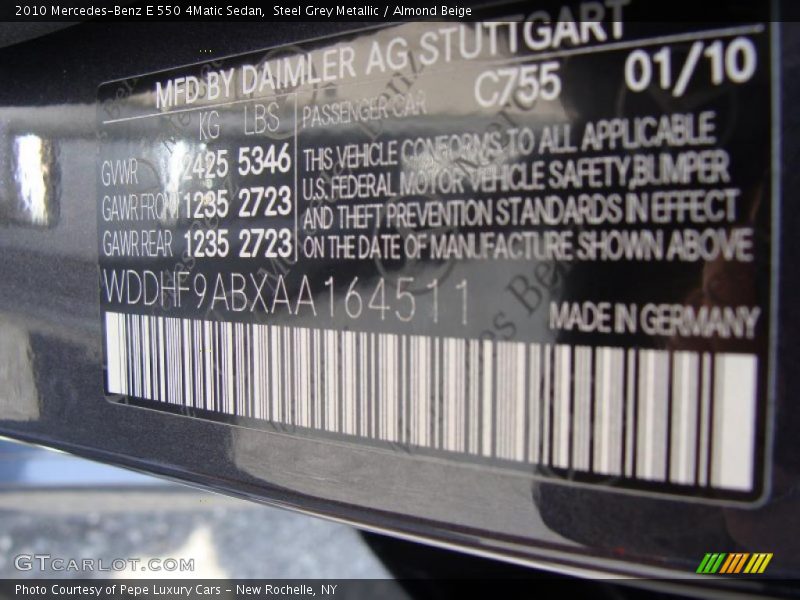 2010 Mercedes-Benz E 550 4Matic Sedan,  Steel Grey Metallic / Almond Beige
MFD BY DAIMLER AG STUTTGART
KG LBS PASSENGER CAR C755 01/10
GVWR 2425 5346
GAWR FRONT 1235 2723
GAWR REAR 1235 2723
THIS VEHICLE CONFORMS TO ALL APPLICABLE
U.S. FEDERAL MOTOR VEHICLE SAFETY, BUMPER
AND THEFT PREVENTION STANDARDS IN EFFECT
ON THE DATE OF MANUFACTURE SHOWN ABOVE
WDDHF9ABXAA164511
MADE IN GERMANY
GTCARLOT.COM
Photo Courtesy of Pepe Luxury Cars - New Rochelle, NY